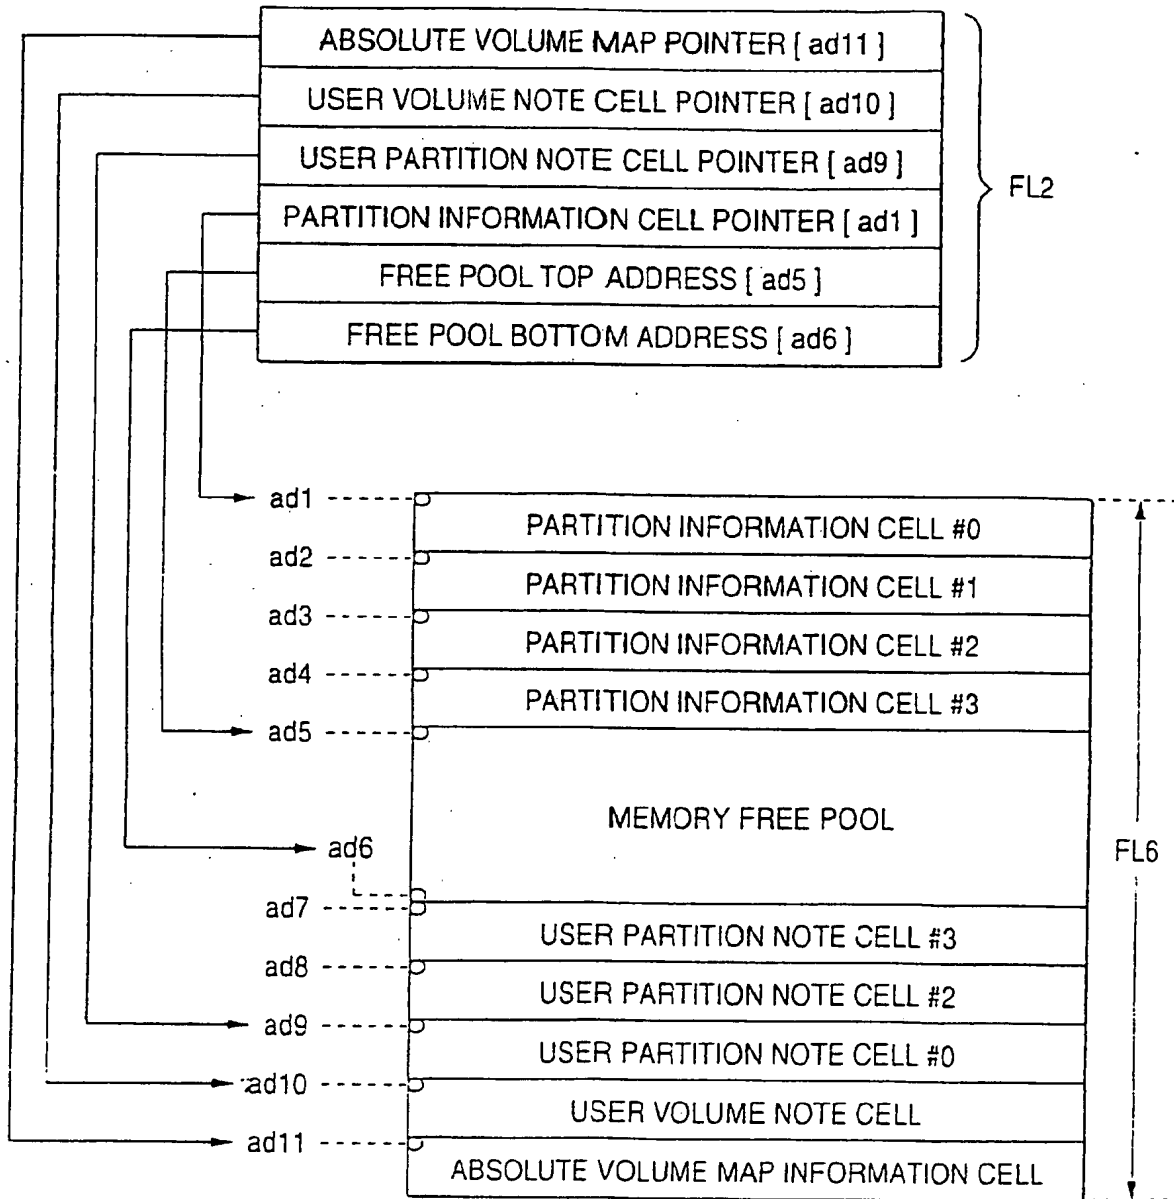 ABSOLUTE VOLUME MAP POINTER [ ad11 ]
USER VOLUME NOTE CELL POINTER [ ad10 ]
USER PARTITION NOTE CELL POINTER [ ad9 ]
PARTITION INFORMATION CELL POINTER [ ad1 ]
FREE POOL TOP ADDRESS [ ad5 ]
FREE POOL BOTTOM ADDRESS [ ad6 ]
FL2
ad1
PARTITION INFORMATION CELL #0
ad2
PARTITION INFORMATION CELL #1
ad3
PARTITION INFORMATION CELL #2
ad4
PARTITION INFORMATION CELL #3
ad5
MEMORY FREE POOL
ad6
FL6
ad7
USER PARTITION NOTE CELL #3
ad8
USER PARTITION NOTE CELL #2
ad9
USER PARTITION NOTE CELL #0
ad10
USER VOLUME NOTE CELL
ad11
ABSOLUTE VOLUME MAP INFORMATION CELL